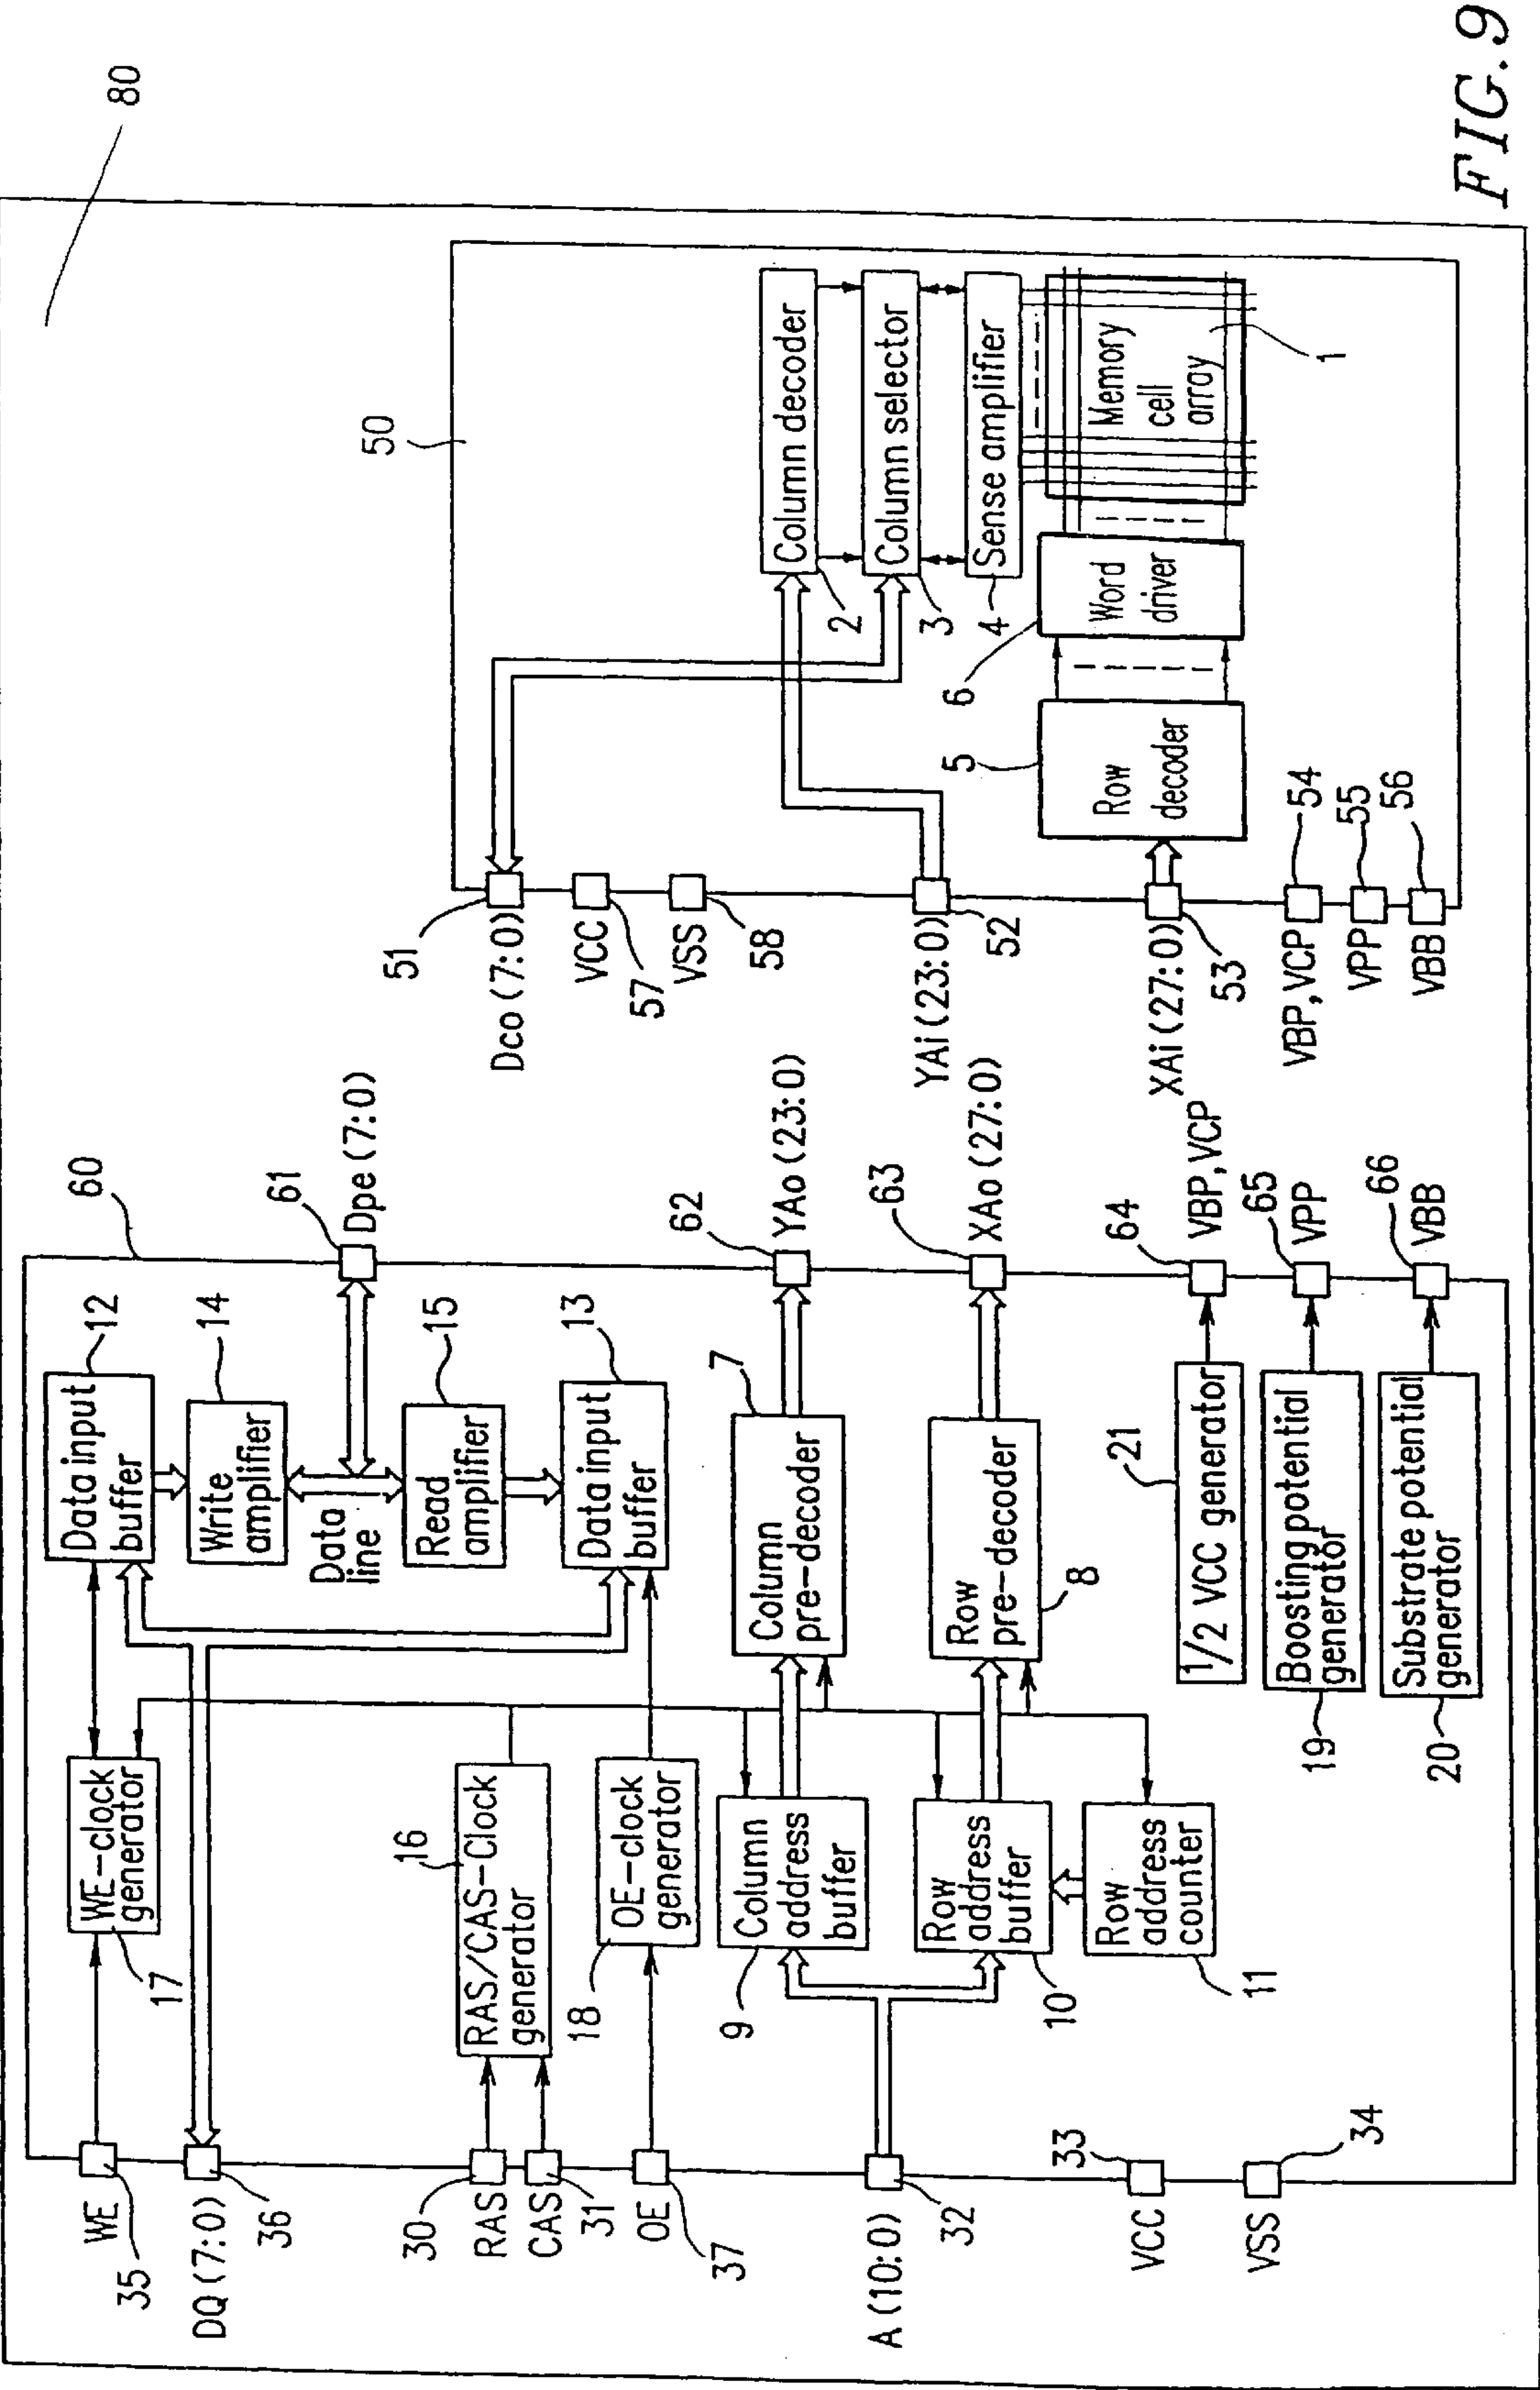 80
60
WE
35
DQ (7:0)
36
30
RAS
CAS
31
OE
37
A (10:0)
32
33
VCC
34
VSS
WE-clock
generator
17
16
RAS/CAS-Clock
generator
18
OE-clock
generator
9
Column
address
buffer
10
Row
address
buffer
11
Row
address
counter
12
Data input
buffer
14
Write
amplifier
Data
line
15
Read
amplifier
13
Data input
buffer
7
Column
pre-decoder
8
Row
pre-decoder
21
1/2 VCC generator
19
Boosting potential
generator
20
Substrate potential
generator
61
Dpe (7:0)
62
YAo (23:0)
63
XAo (27:0)
64
VBP, VCP
65
VPP
66
VBB
50
51
Dco (7:0)
VCC
57
VSS
58
YAi (23:0)
52
XAi (27:0)
53
VBP, VCP
54
VPP
55
VBB
56
Column decoder
2
Column selector
3
Sense amplifier
4
5
Row
decoder
6
Word
driver
Memory
cell
array
1
FIG. 9